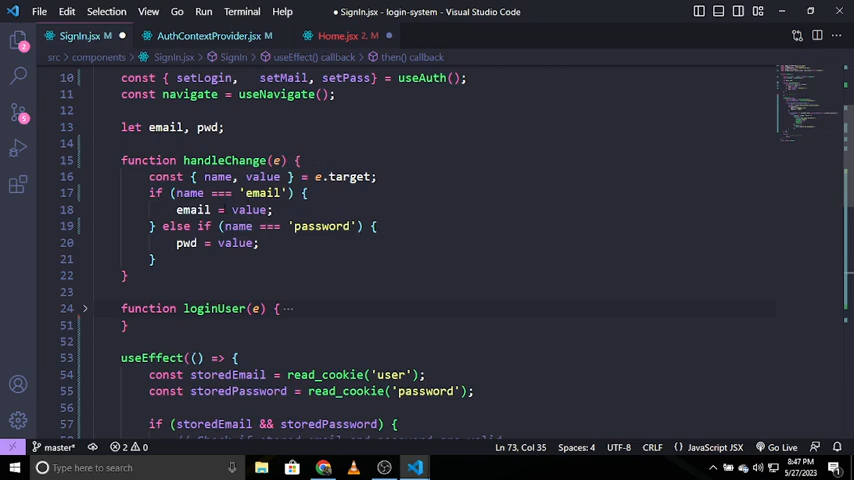 File Edit Selection View Go Run Terminal Help
● SignIn.jsx - login-system - Visual Studio Code
SignIn.jsx M ● AuthContextProvider.jsx M Home.jsx 2, M ●
src > components > SignIn.jsx > SignIn > useEffect() callback > then() callback
10 const { setLogin, setMail, setPass} = useAuth();
11 const navigate = useNavigate();
12
13 let email, pwd;
14
15 function handleChange(e) {
16 const { name, value } = e.target;
17 if (name === 'email') {
18 email = value;
19 } else if (name === 'password') {
20 pwd = value;
21 }
22 }
23
24 function loginUser(e) { ···
51 }
52
53 useEffect(() => {
54 const storedEmail = read_cookie('user');
55 const storedPassword = read_cookie('password');
56
57 if (storedEmail && storedPassword) {
2
5
master* 2 0 Ln 73, Col 35 Spaces: 4 UTF-8 CRLF { } JavaScript JSX Go Live
Type here to search
8:47 PM
5/27/2023